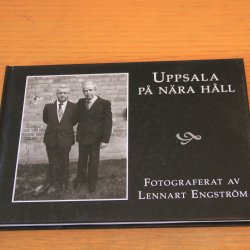 UPPSALA
PÅ NÄRA HÅLL
FOTOGRAFERAT AV
LENNART ENGSTRÖM